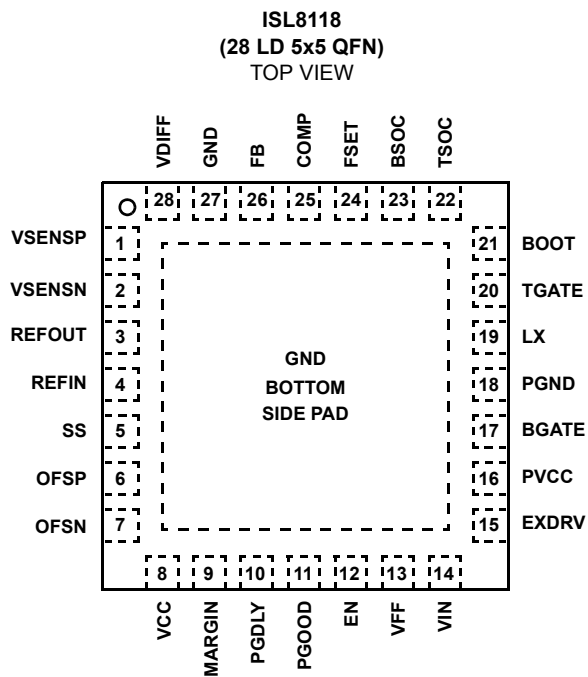 ISL8118
(28 LD 5x5 QFN)
TOP VIEW
VDIFF GND FB COMP FSET BSOC TSOC
28 27 26 25 24 23 22
VSENSP 1
VSENSN 2
REFOUT 3
REFIN 4
SS 5
OFSP 6
OFSN 7
GND
BOTTOM
SIDE PAD
21 BOOT
20 TGATE
19 LX
18 PGND
17 BGATE
16 PVCC
15 EXDRV
8 9 10 11 12 13 14
VCC MARGIN PGDLY PGOOD EN VFF VIN